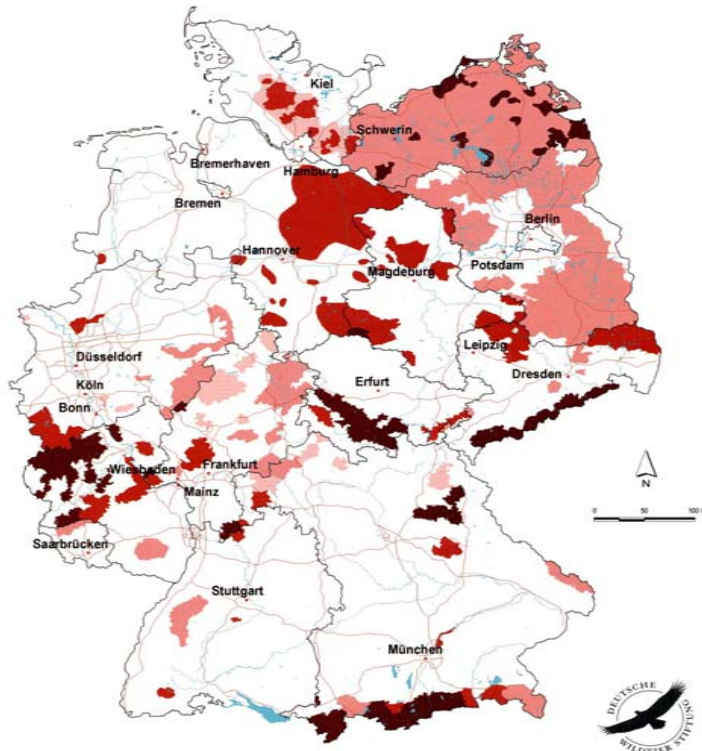 Kiel
Schwerin
Bremerhaven
Hamburg
Bremen
Berlin
Hannover
Magdeburg
Potsdam
Düsseldorf
Leipzig
Köln
Erfurt
Dresden
Bonn
Wiesbaden
Frankfurt
N
Mainz
0 50 100
Saarbrücken
Stuttgart
München
DEUTSCHE
WILDTIER STIFTUNG